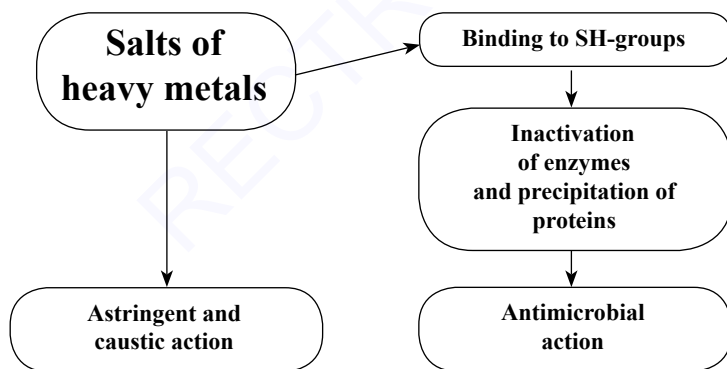 Salts of
heavy metals
Binding to SH-groups
Inactivation
of enzymes
and precipitation of
proteins
Astringent and
caustic action
Antimicrobial
action
RECTR